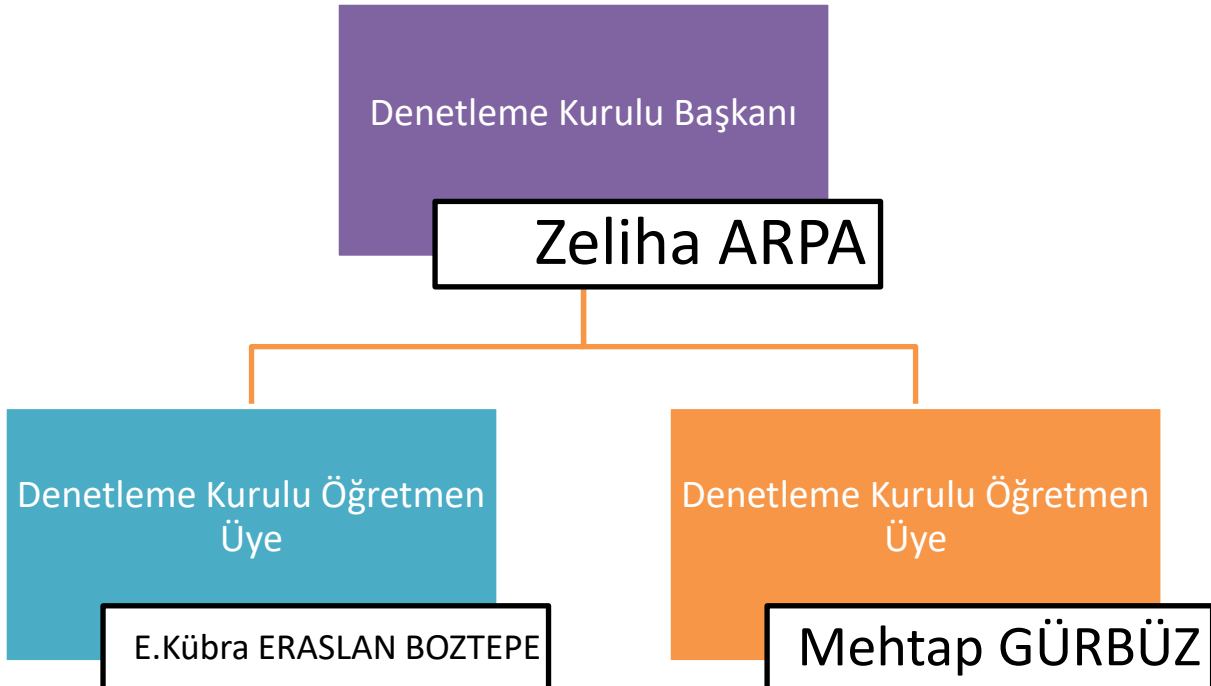 Denetleme Kurulu Başkanı
Zeliha ARPA
Denetleme Kurulu Öğretmen
Üye
E.Kübra ERASLAN BOZTEPE
Denetleme Kurulu Öğretmen
Üye
Mehtap GÜRBÜZ